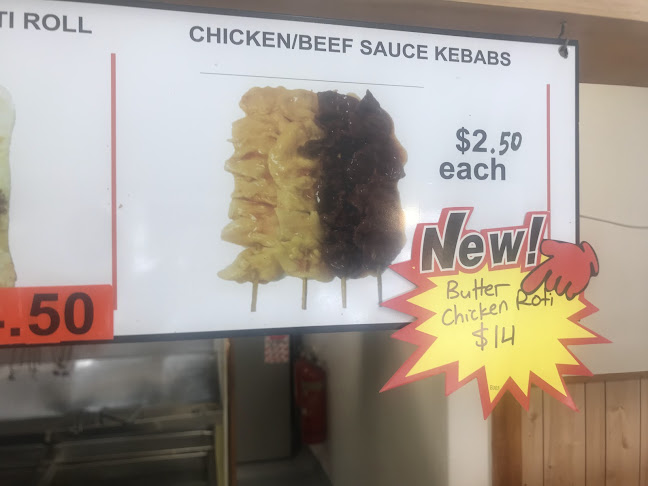 TI ROLL
CHICKEN/BEEF SAUCE KEBABS
$2.50
each
.50
New!
Butter
Chicken Roti
$14